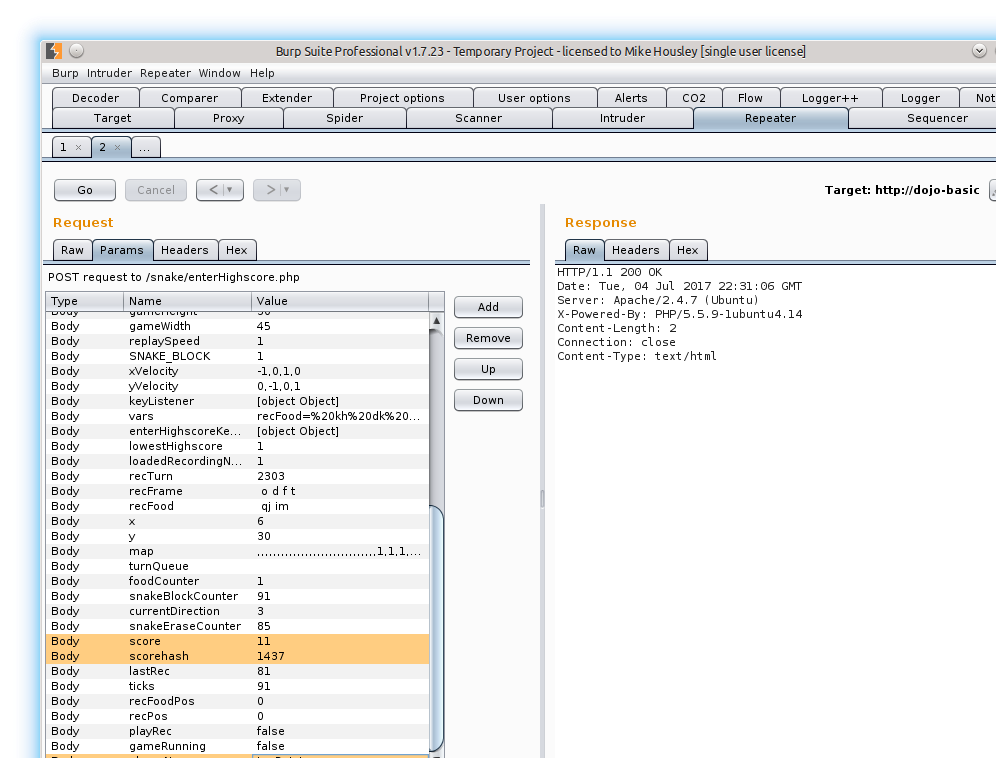 Burp Suite Professional v1.7.23 - Temporary Project - licensed to Mike Housley [single user license]
Burp Intruder Repeater Window Help
Decoder Comparer Extender Project options User options Alerts CO2 Flow Logger++ Logger Not
Target Proxy Spider Scanner Intruder Repeater Sequencer
1 × 2 × ...
Go Cancel < | ▼ > | ▼ Target: http://dojo-basic
Request
Raw Params Headers Hex
POST request to /snake/enterHighscore.php
Type Name Value
Body gameHeight 30
Body gameWidth 45
Body replaySpeed 1
Body SNAKE_BLOCK 1
Body xVelocity -1,0,1,0
Body yVelocity 0,-1,0,1
Body keyListener [object Object]
Body vars recFood=%20kh%20dk%20...
Body enterHighscoreKe... [object Object]
Body lowestHighscore 1
Body loadedRecordingN... 1
Body recTurn 2303
Body recFrame o d f t
Body recFood qj im
Body x 6
Body y 30
Body map ,,,,,,,,,,,,,,,,,,,,,,,,,,,,,,1,1,1,...
Body turnQueue
Body foodCounter 1
Body snakeBlockCounter 91
Body currentDirection 3
Body snakeEraseCounter 85
Body score 11
Body scorehash 1437
Body lastRec 81
Body ticks 91
Body recFoodPos 0
Body recPos 0
Body playRec false
Body gameRunning false
Add
Remove
Up
Down
Response
Raw Headers Hex
HTTP/1.1 200 OK
Date: Tue, 04 Jul 2017 22:31:06 GMT
Server: Apache/2.4.7 (Ubuntu)
X-Powered-By: PHP/5.5.9-1ubuntu4.14
Content-Length: 2
Connection: close
Content-Type: text/html